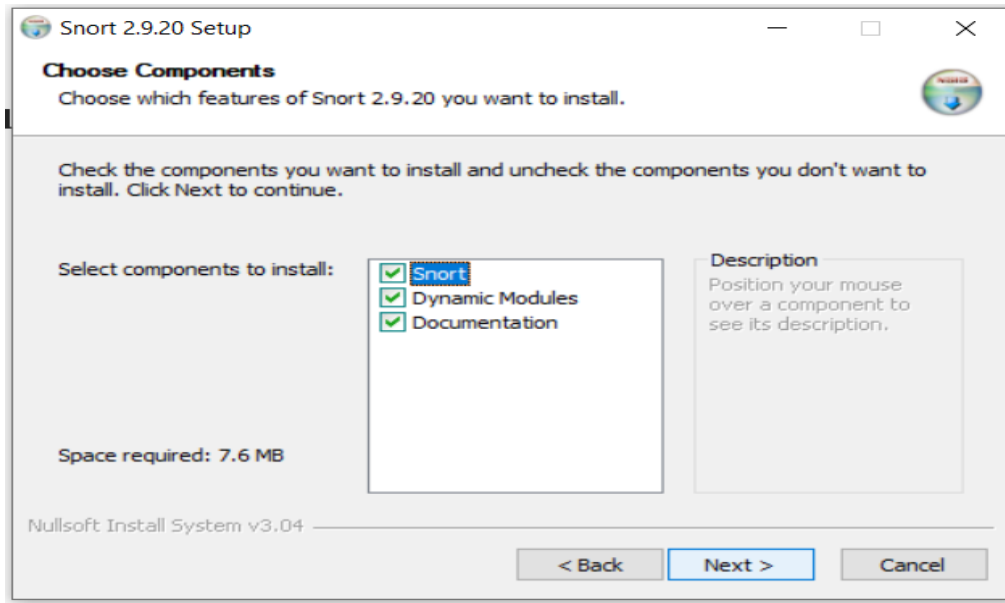 Snort 2.9.20 Setup
Choose Components
Choose which features of Snort 2.9.20 you want to install.
Check the components you want to install and uncheck the components you don't want to
install. Click Next to continue.
Select components to install:
Snort
Dynamic Modules
Documentation
Description
Position your mouse
over a component to
see its description.
Space required: 7.6 MB
Nullsoft Install System v3.04
< Back
Next >
Cancel